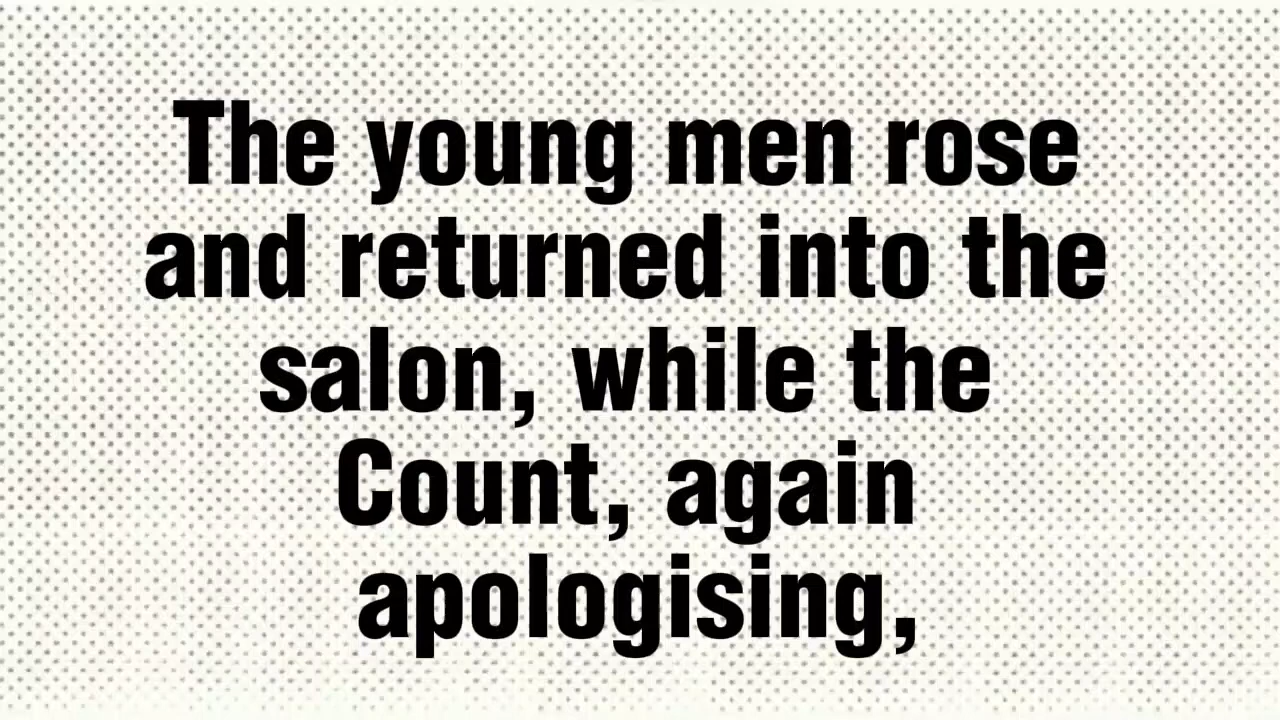 The young men rose
and returned into the
salon, while the
Count, again
apologising,